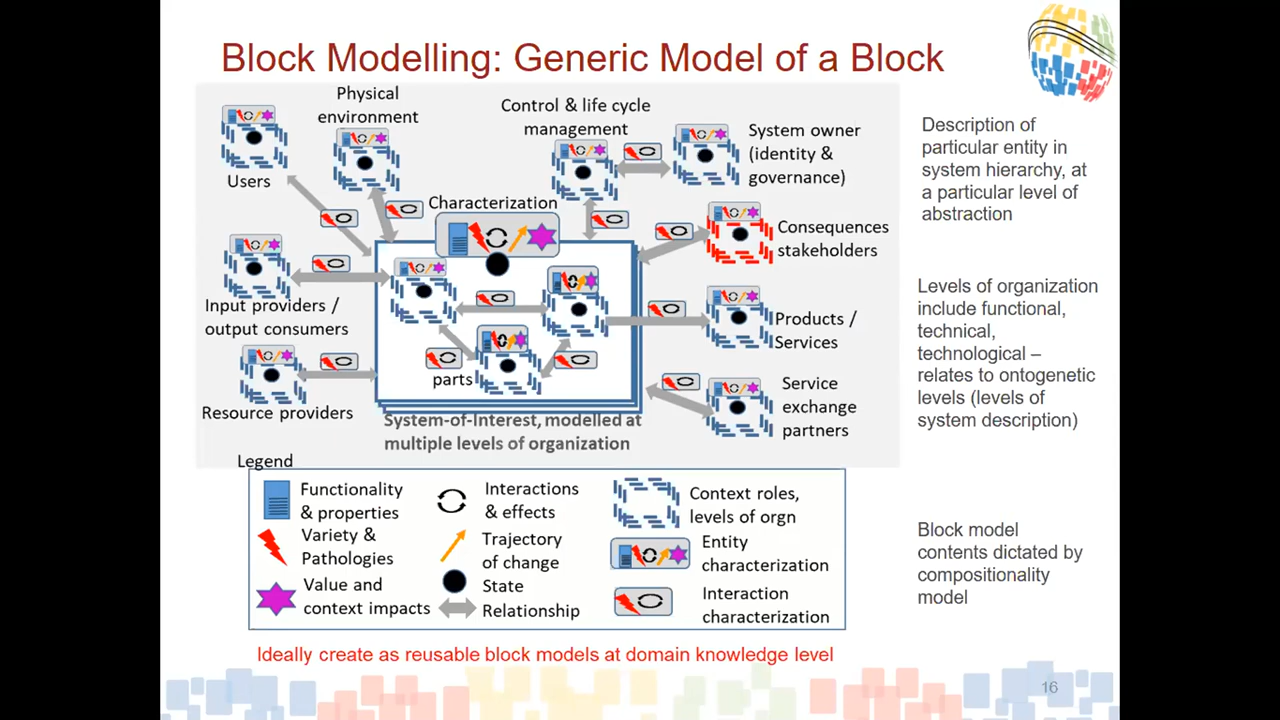 Block Modelling: Generic Model of a Block
Physical
environment
Control & life cycle
management
System owner
(identity &
governance)
Users
Characterization
Consequences
stakeholders
Input providers /
output consumers
Products /
Services
parts
Resource providers
Service
exchange
partners
System-of-Interest, modelled at
multiple levels of organization
Legend
Functionality
& properties
Variety &
Pathologies
Value and
context impacts
Interactions
& effects
Trajectory
of change
State
Relationship
Context roles,
levels of orgn
Entity
characterization
Interaction
characterization
Ideally create as reusable block models at domain knowledge level
Description of
particular entity in
system hierarchy, at
a particular level of
abstraction
Levels of organization
include functional,
technical,
technological –
relates to ontogenetic
levels (levels of
system description)
Block model
contents dictated by
compositionality
model
16